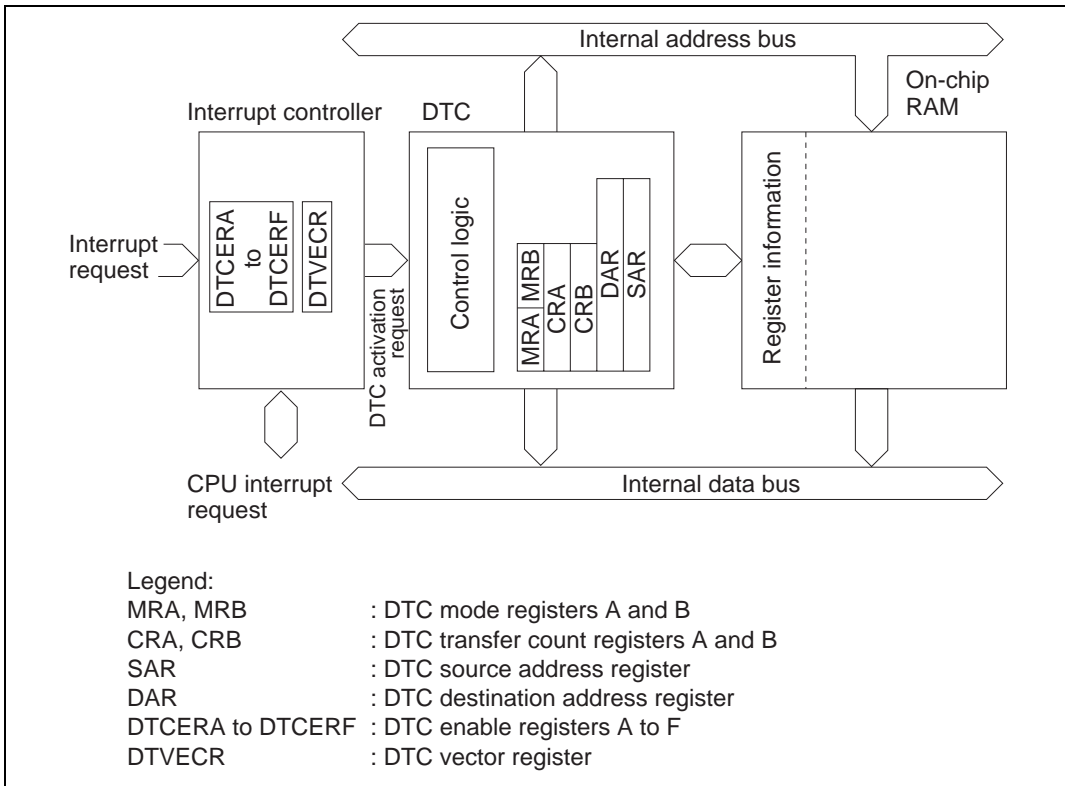 Internal address bus
On-chip
RAM
Interrupt controller
DTC
Interrupt
request
DTCERA
to
DTCERF
DTVECR
DTC activation
request
Control logic
MRA
MRB
CRA
CRB
DAR
SAR
Register information
CPU interrupt
request
Internal data bus
Legend:
MRA, MRB : DTC mode registers A and B
CRA, CRB : DTC transfer count registers A and B
SAR : DTC source address register
DAR : DTC destination address register
DTCERA to DTCERF : DTC enable registers A to F
DTVECR : DTC vector register